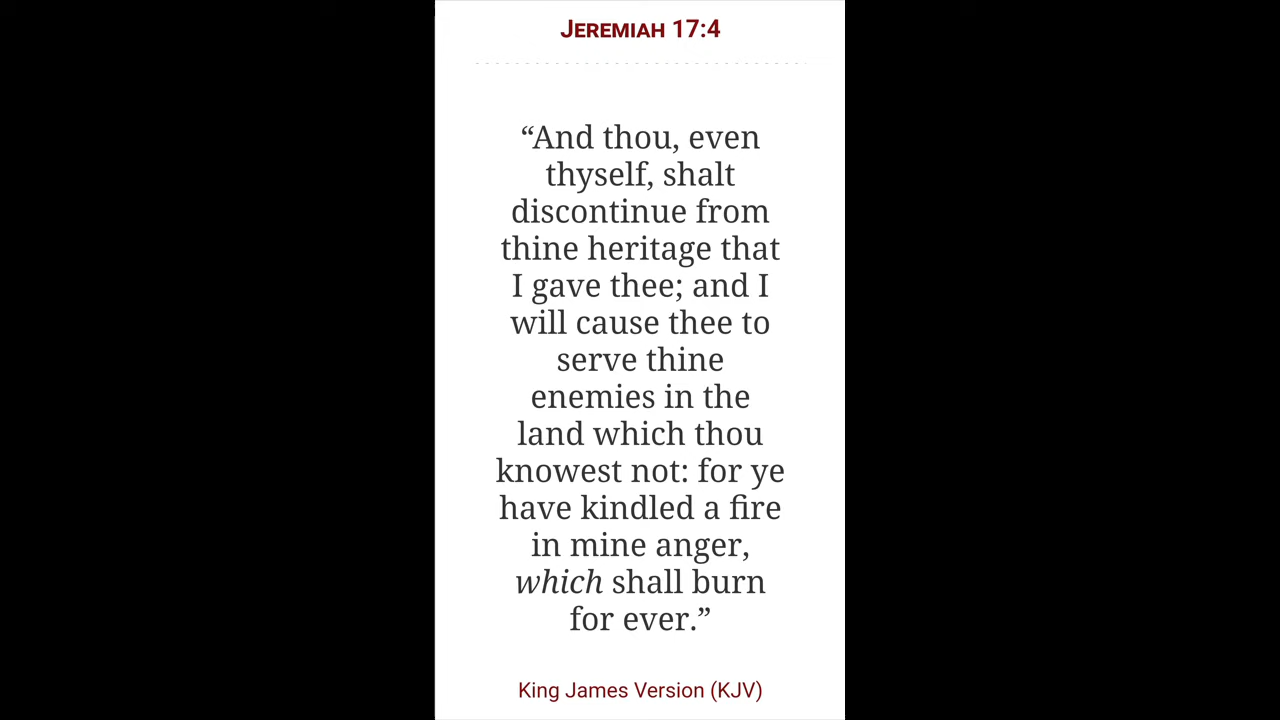 Jeremiah 17:4
“And thou, even
thyself, shalt
discontinue from
thine heritage that
I gave thee; and I
will cause thee to
serve thine
enemies in the
land which thou
knowest not: for ye
have kindled a fire
in mine anger,
which shall burn
for ever.”
King James Version (KJV)